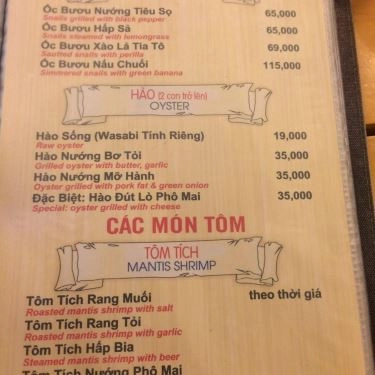 Ốc Bươu Nướng Tiêu Sọ 65,000
Snails grilled with black pepper
Ốc Bươu Hấp Sả 65,000
Snails steamed with lemongrass
Ốc Bươu Xào Lá Tía Tô 69,000
Sautred snails with perilla
Ốc Bươu Nấu Chuối 115,000
Simmered snails with green banana
HÀO (2 con trở lên)
OYSTER
Hào Sống (Wasabi Tính Riêng) 19,000
Raw oyster
Hào Nướng Bơ Tỏi 35,000
Grilled oyster with butter, garlic
Hào Nướng Mỡ Hành 35,000
Oyster grilled with pork fat & green onion
Đặc Biệt: Hào Đút Lò Phô Mai 35,000
Special: oyster grilled with cheese
CÁC MÓN TÔM
TÔM TÍCH
MANTIS SHRIMP
Tôm Tích Rang Muối theo thời giá
Roasted mantis shrimp with salt
Tôm Tích Rang Tỏi
Roasted mantis shrimp with garlic
Tôm Tích Hấp Bia
Steamed mantis shrimp with beer
Tôm Tích Nướng Phô Mai